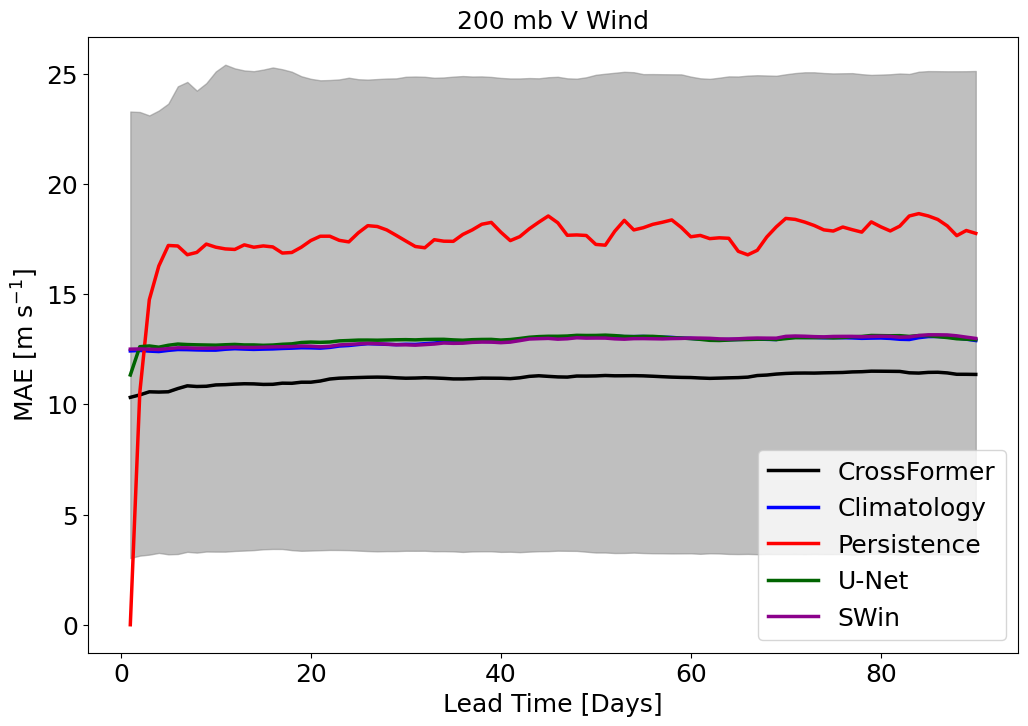 200 mb V Wind
MAE [m s⁻¹]
25
20
15
10
5
0
0 20 40 60 80
Lead Time [Days]
CrossFormer
Climatology
Persistence
U-Net
SWin